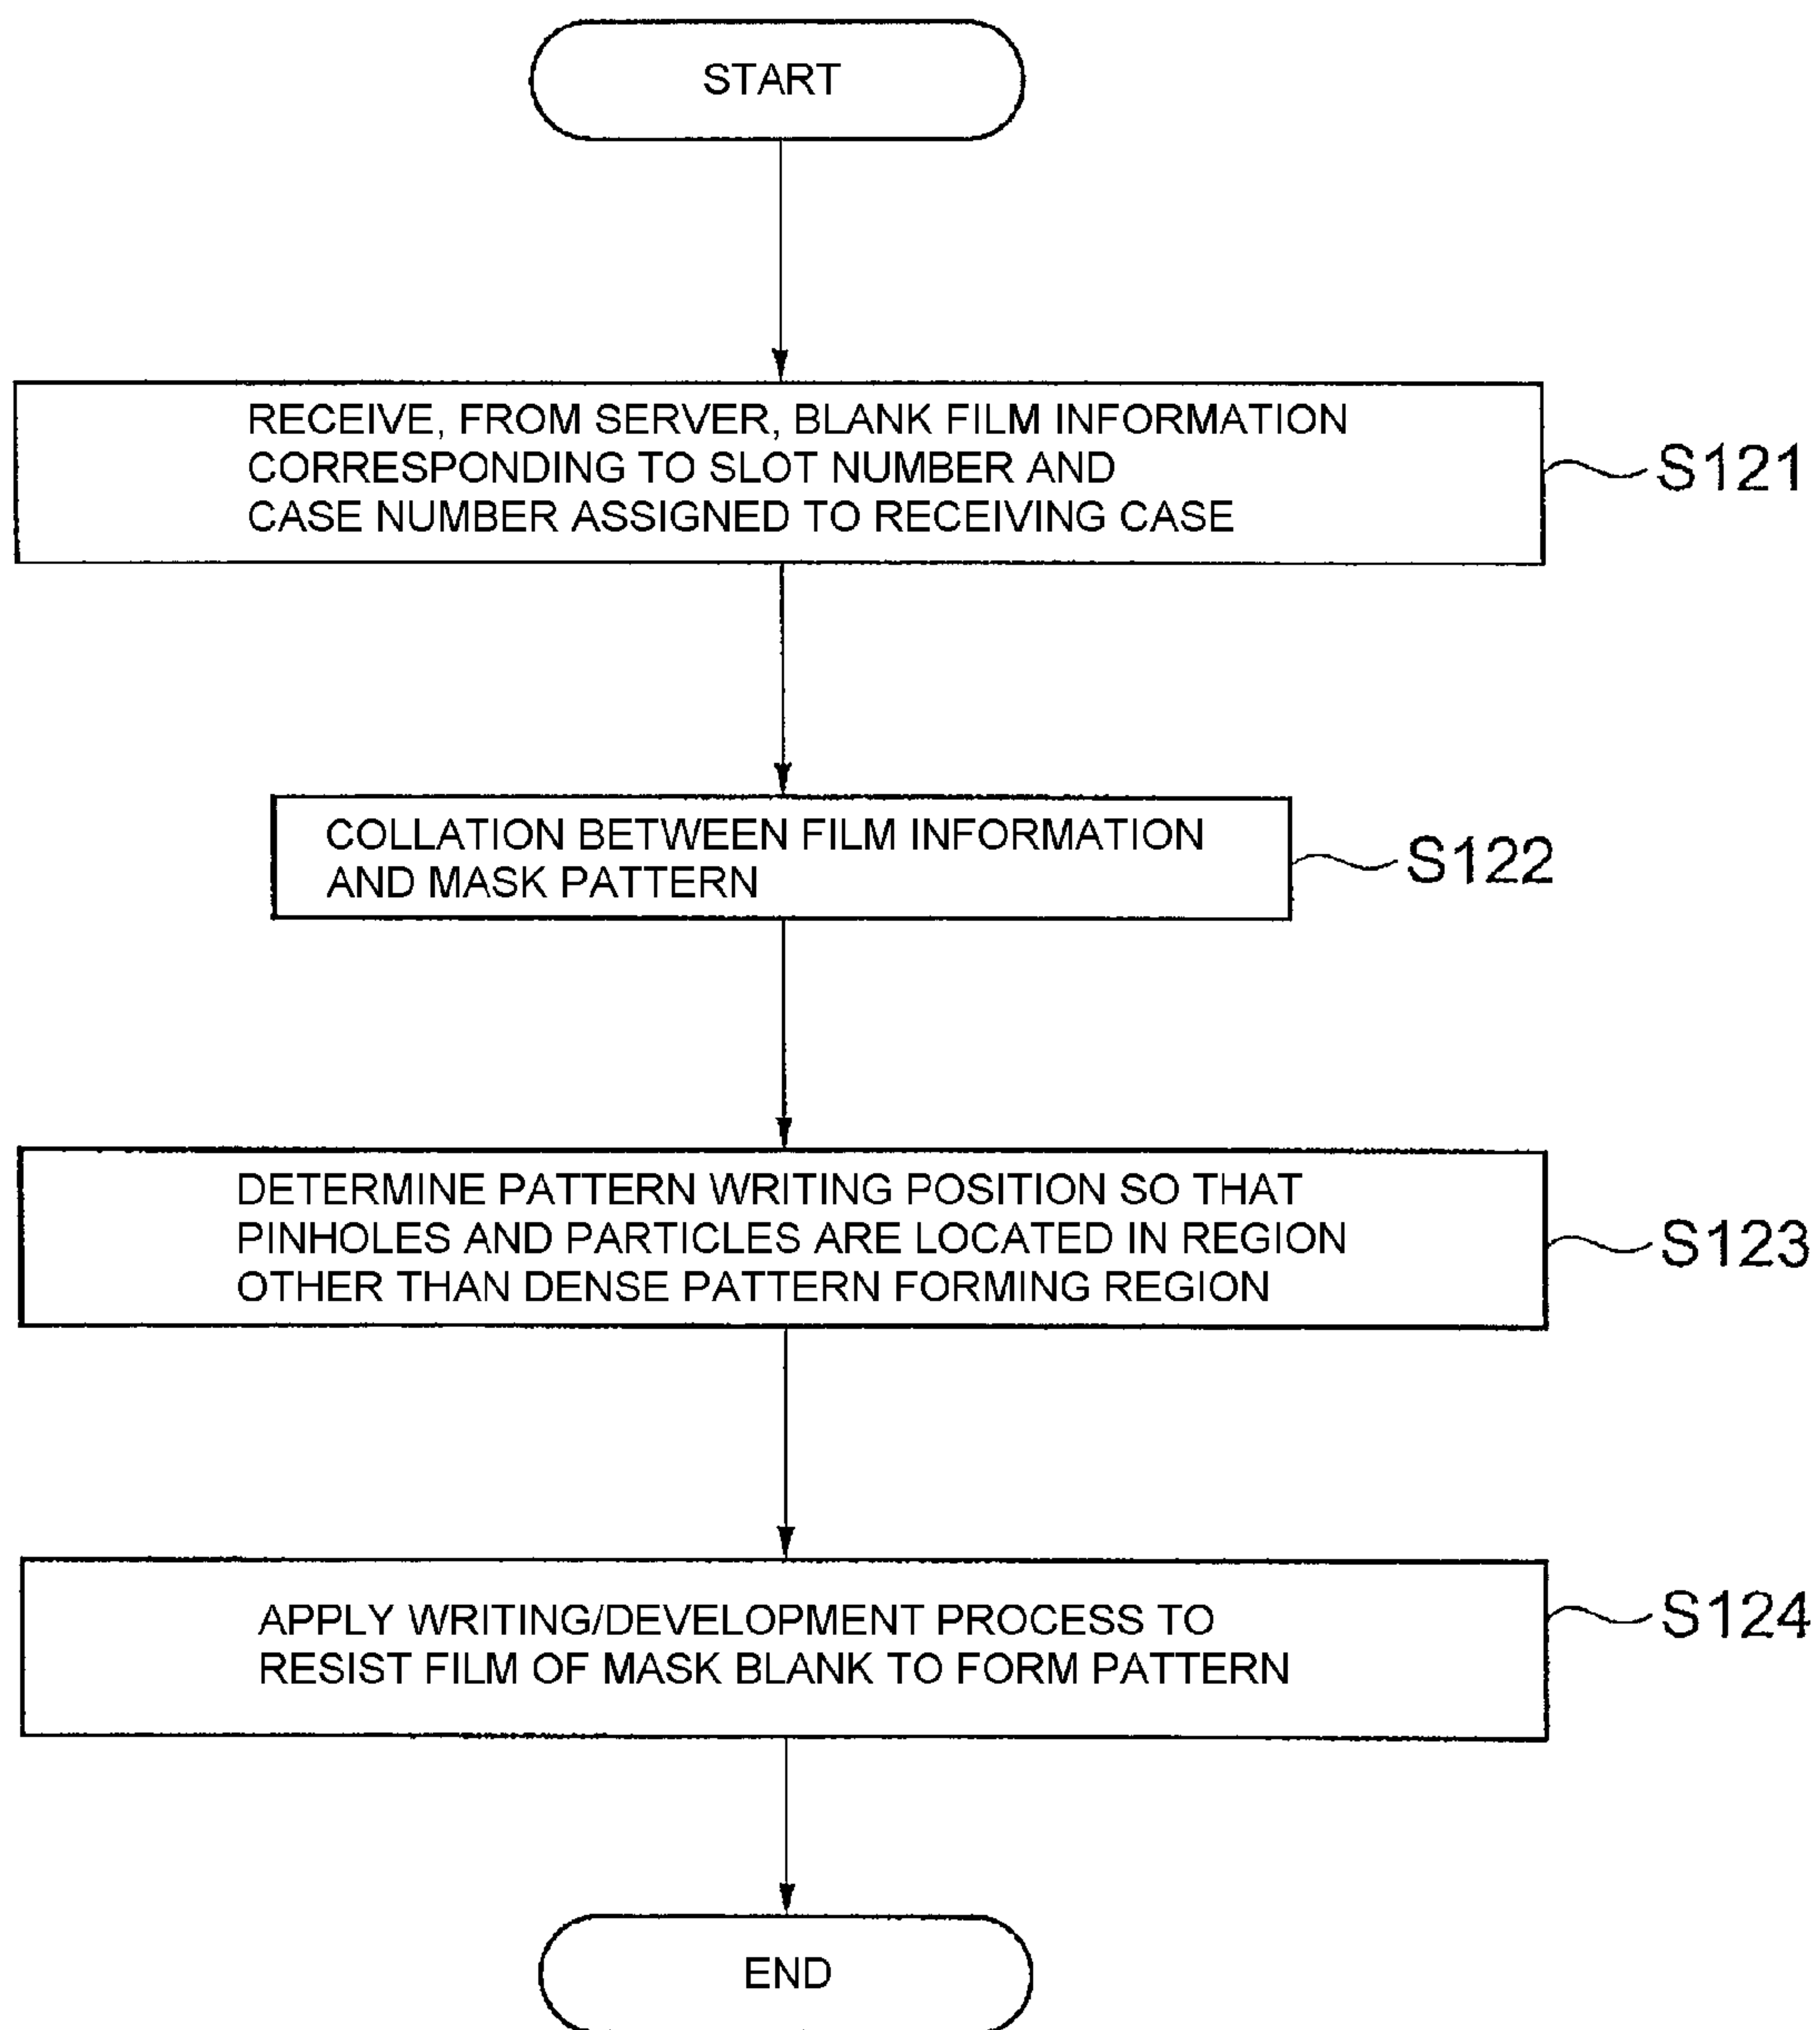 START
RECEIVE, FROM SERVER, BLANK FILM INFORMATION
CORRESPONDING TO SLOT NUMBER AND
CASE NUMBER ASSIGNED TO RECEIVING CASE
S121
COLLATION BETWEEN FILM INFORMATION
AND MASK PATTERN
S122
DETERMINE PATTERN WRITING POSITION SO THAT
PINHOLES AND PARTICLES ARE LOCATED IN REGION
OTHER THAN DENSE PATTERN FORMING REGION
S123
APPLY WRITING/DEVELOPMENT PROCESS TO
RESIST FILM OF MASK BLANK TO FORM PATTERN
S124
END